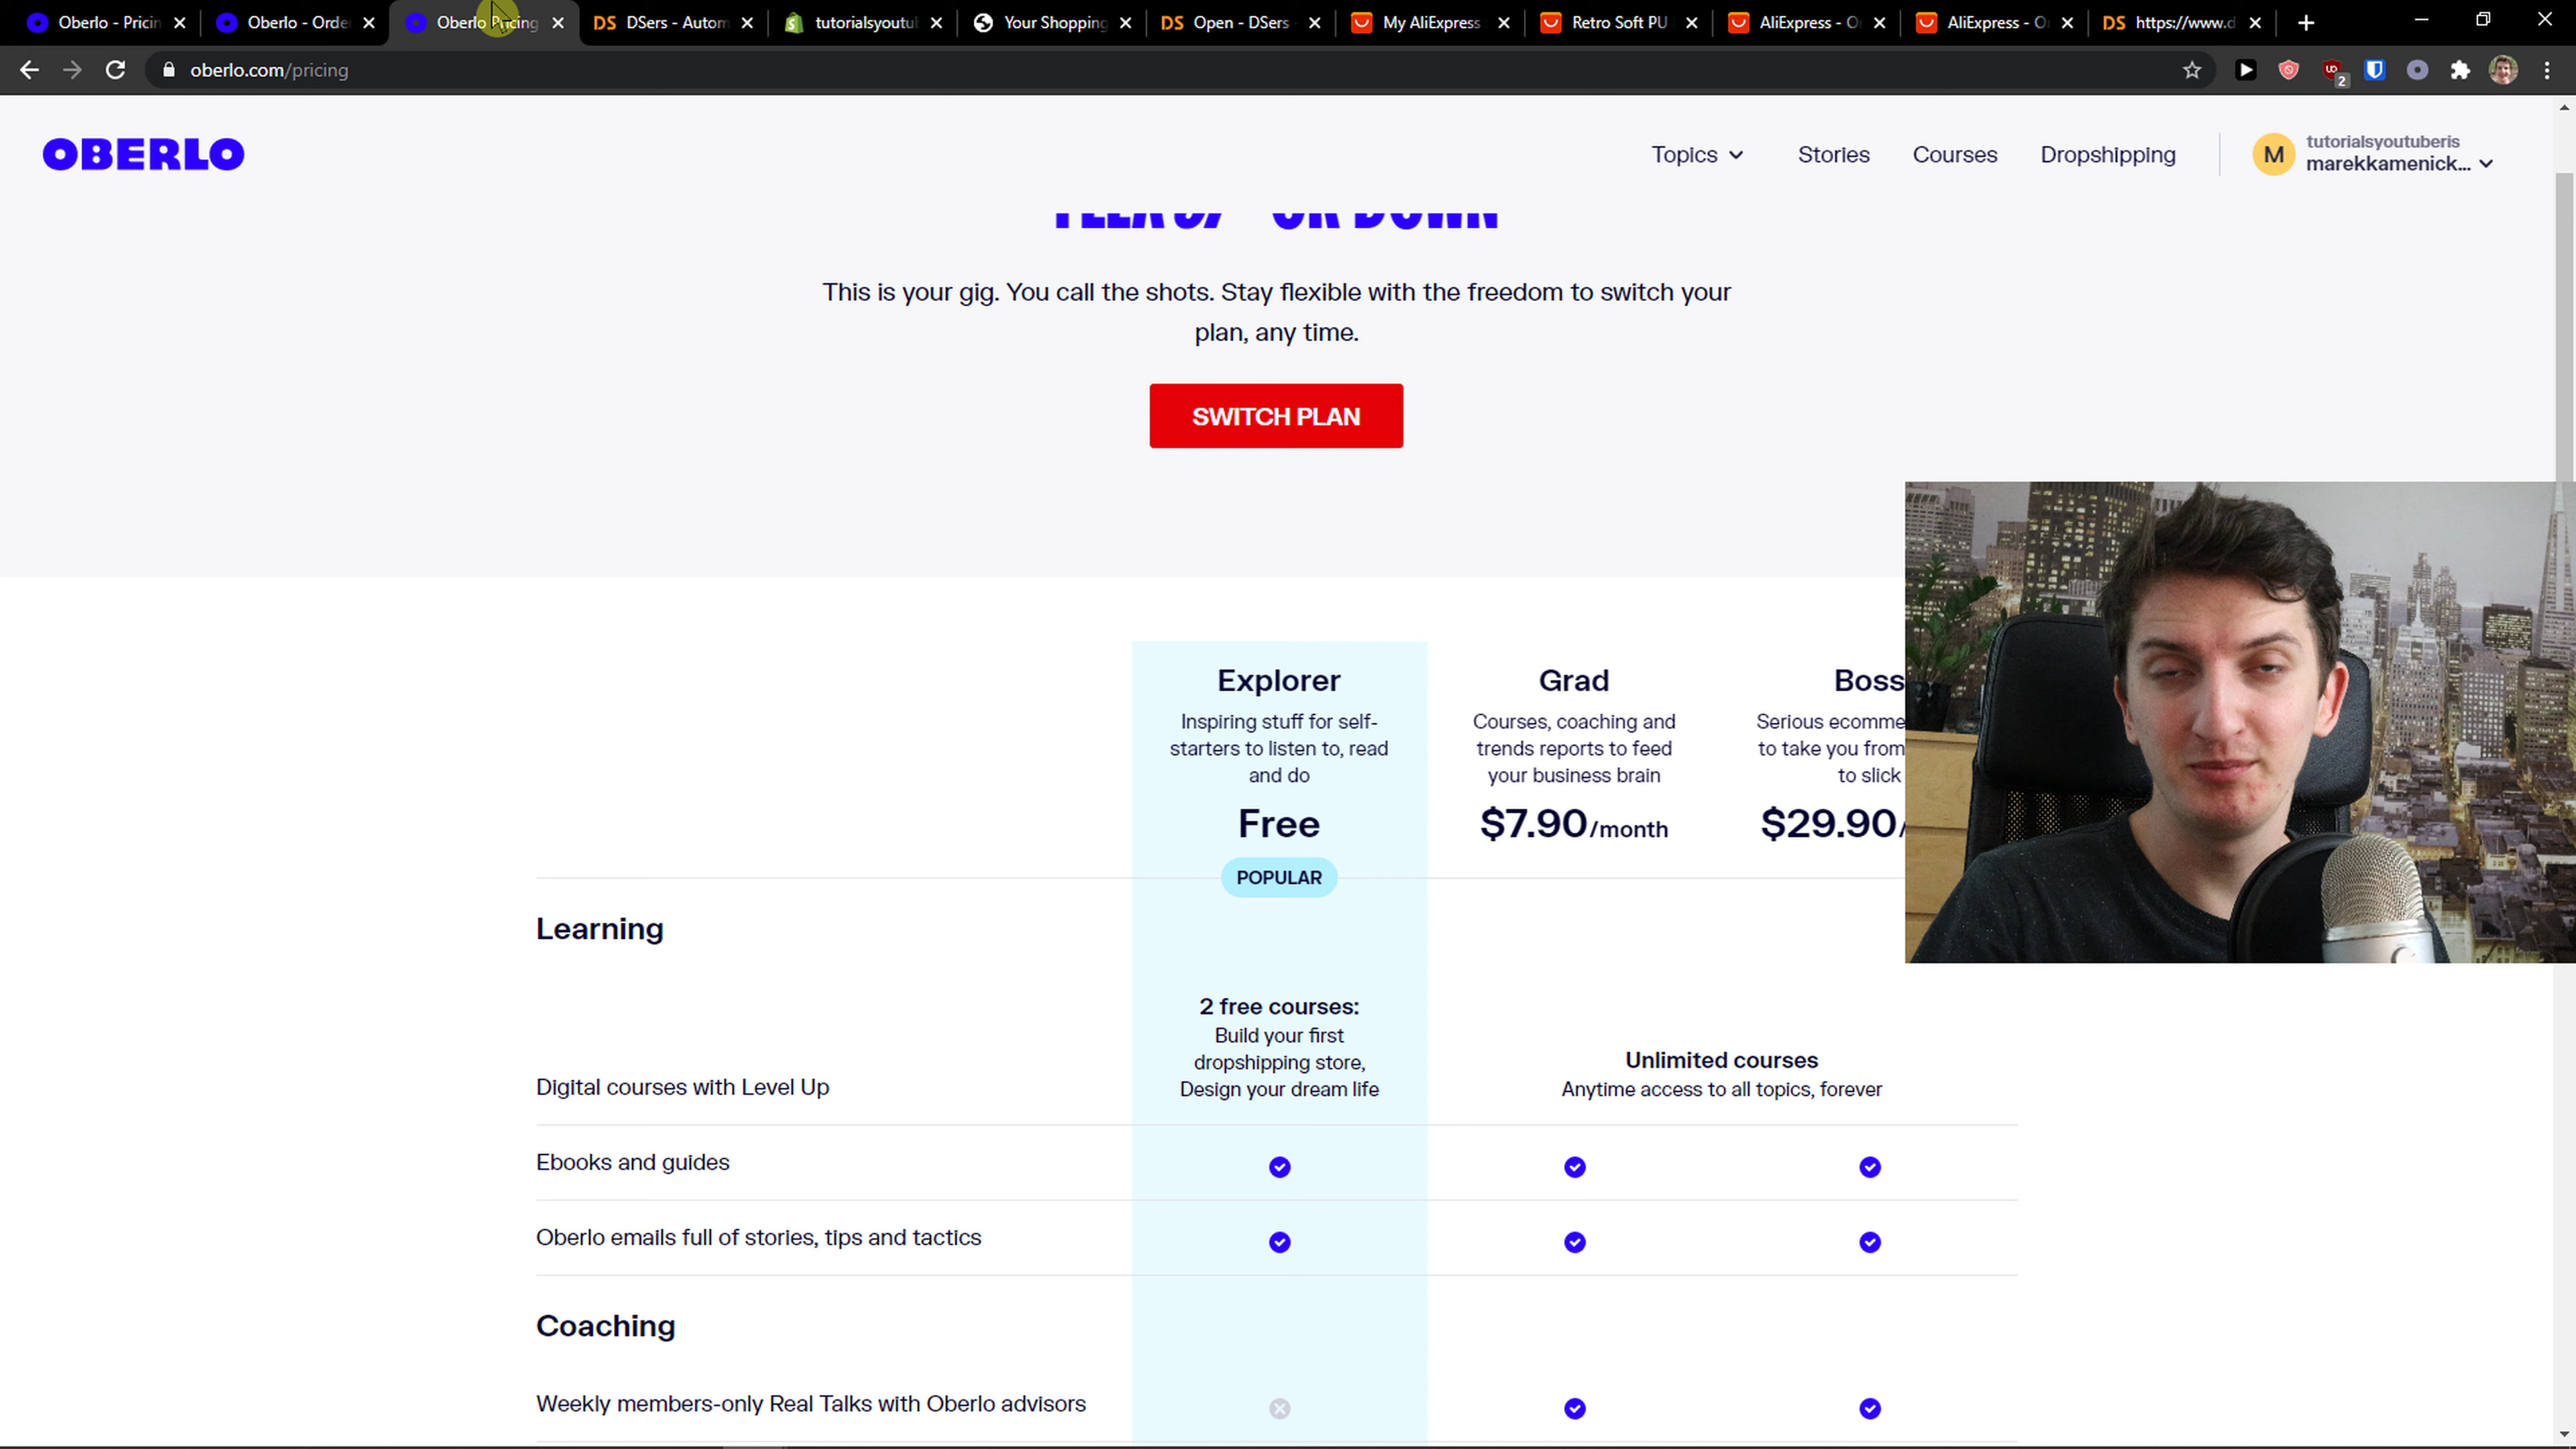 Oberlo - Pricin
Oberlo - Orde
Oberlo Pricing
DS
DSers - Autom
tutorialsyoutu
Your Shopping
DS
Open - DSers
My AliExpress
Retro Soft PU
AliExpress - O
AliExpress - O
DS
https://www.d
oberlo.com/pricing
2
OBERLO
Topics
Stories
Courses
Dropshipping
M
tutorialsyoutuberis
marekkamenick...
OR DOWN
This is your gig. You call the shots. Stay flexible with the freedom to switch your
plan, any time.
SWITCH PLAN
Explorer
Inspiring stuff for self-
starters to listen to, read
and do
Free
POPULAR
Grad
Courses, coaching and
trends reports to feed
your business brain
$7.90/month
Boss
Serious ecomme
to take you from
to slick
$29.90/
Learning
Digital courses with Level Up
2 free courses:
Build your first
dropshipping store,
Design your dream life
Unlimited courses
Anytime access to all topics, forever
Ebooks and guides
Oberlo emails full of stories, tips and tactics
Coaching
Weekly members-only Real Talks with Oberlo advisors